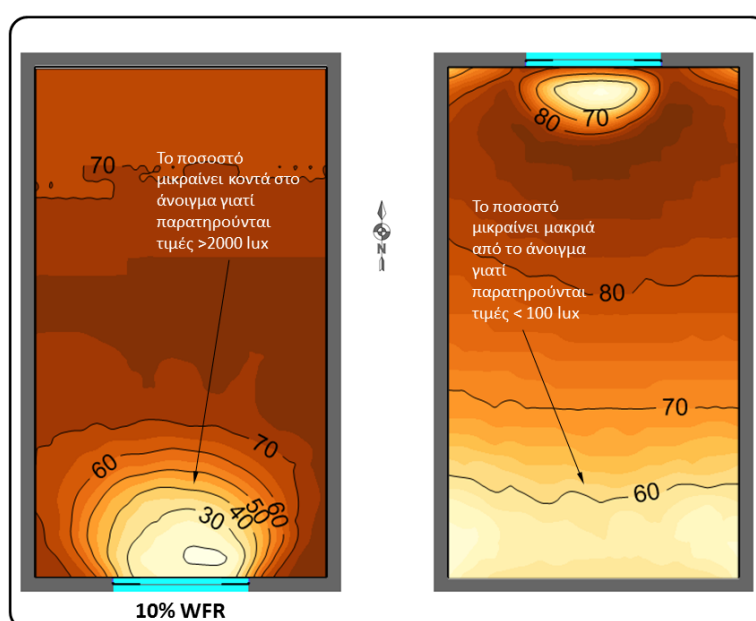 70
Το ποσοστό
μικραίνει κοντά στο
άνοιγμα γιατί
παρατηρούνται
τιμές >2000 lux
70
60
60
50
40
30
10% WFR
N
80
70
Το ποσοστό
μικραίνει μακριά
από το άνοιγμα
γιατί
παρατηρούνται
τιμές < 100 lux
80
70
60